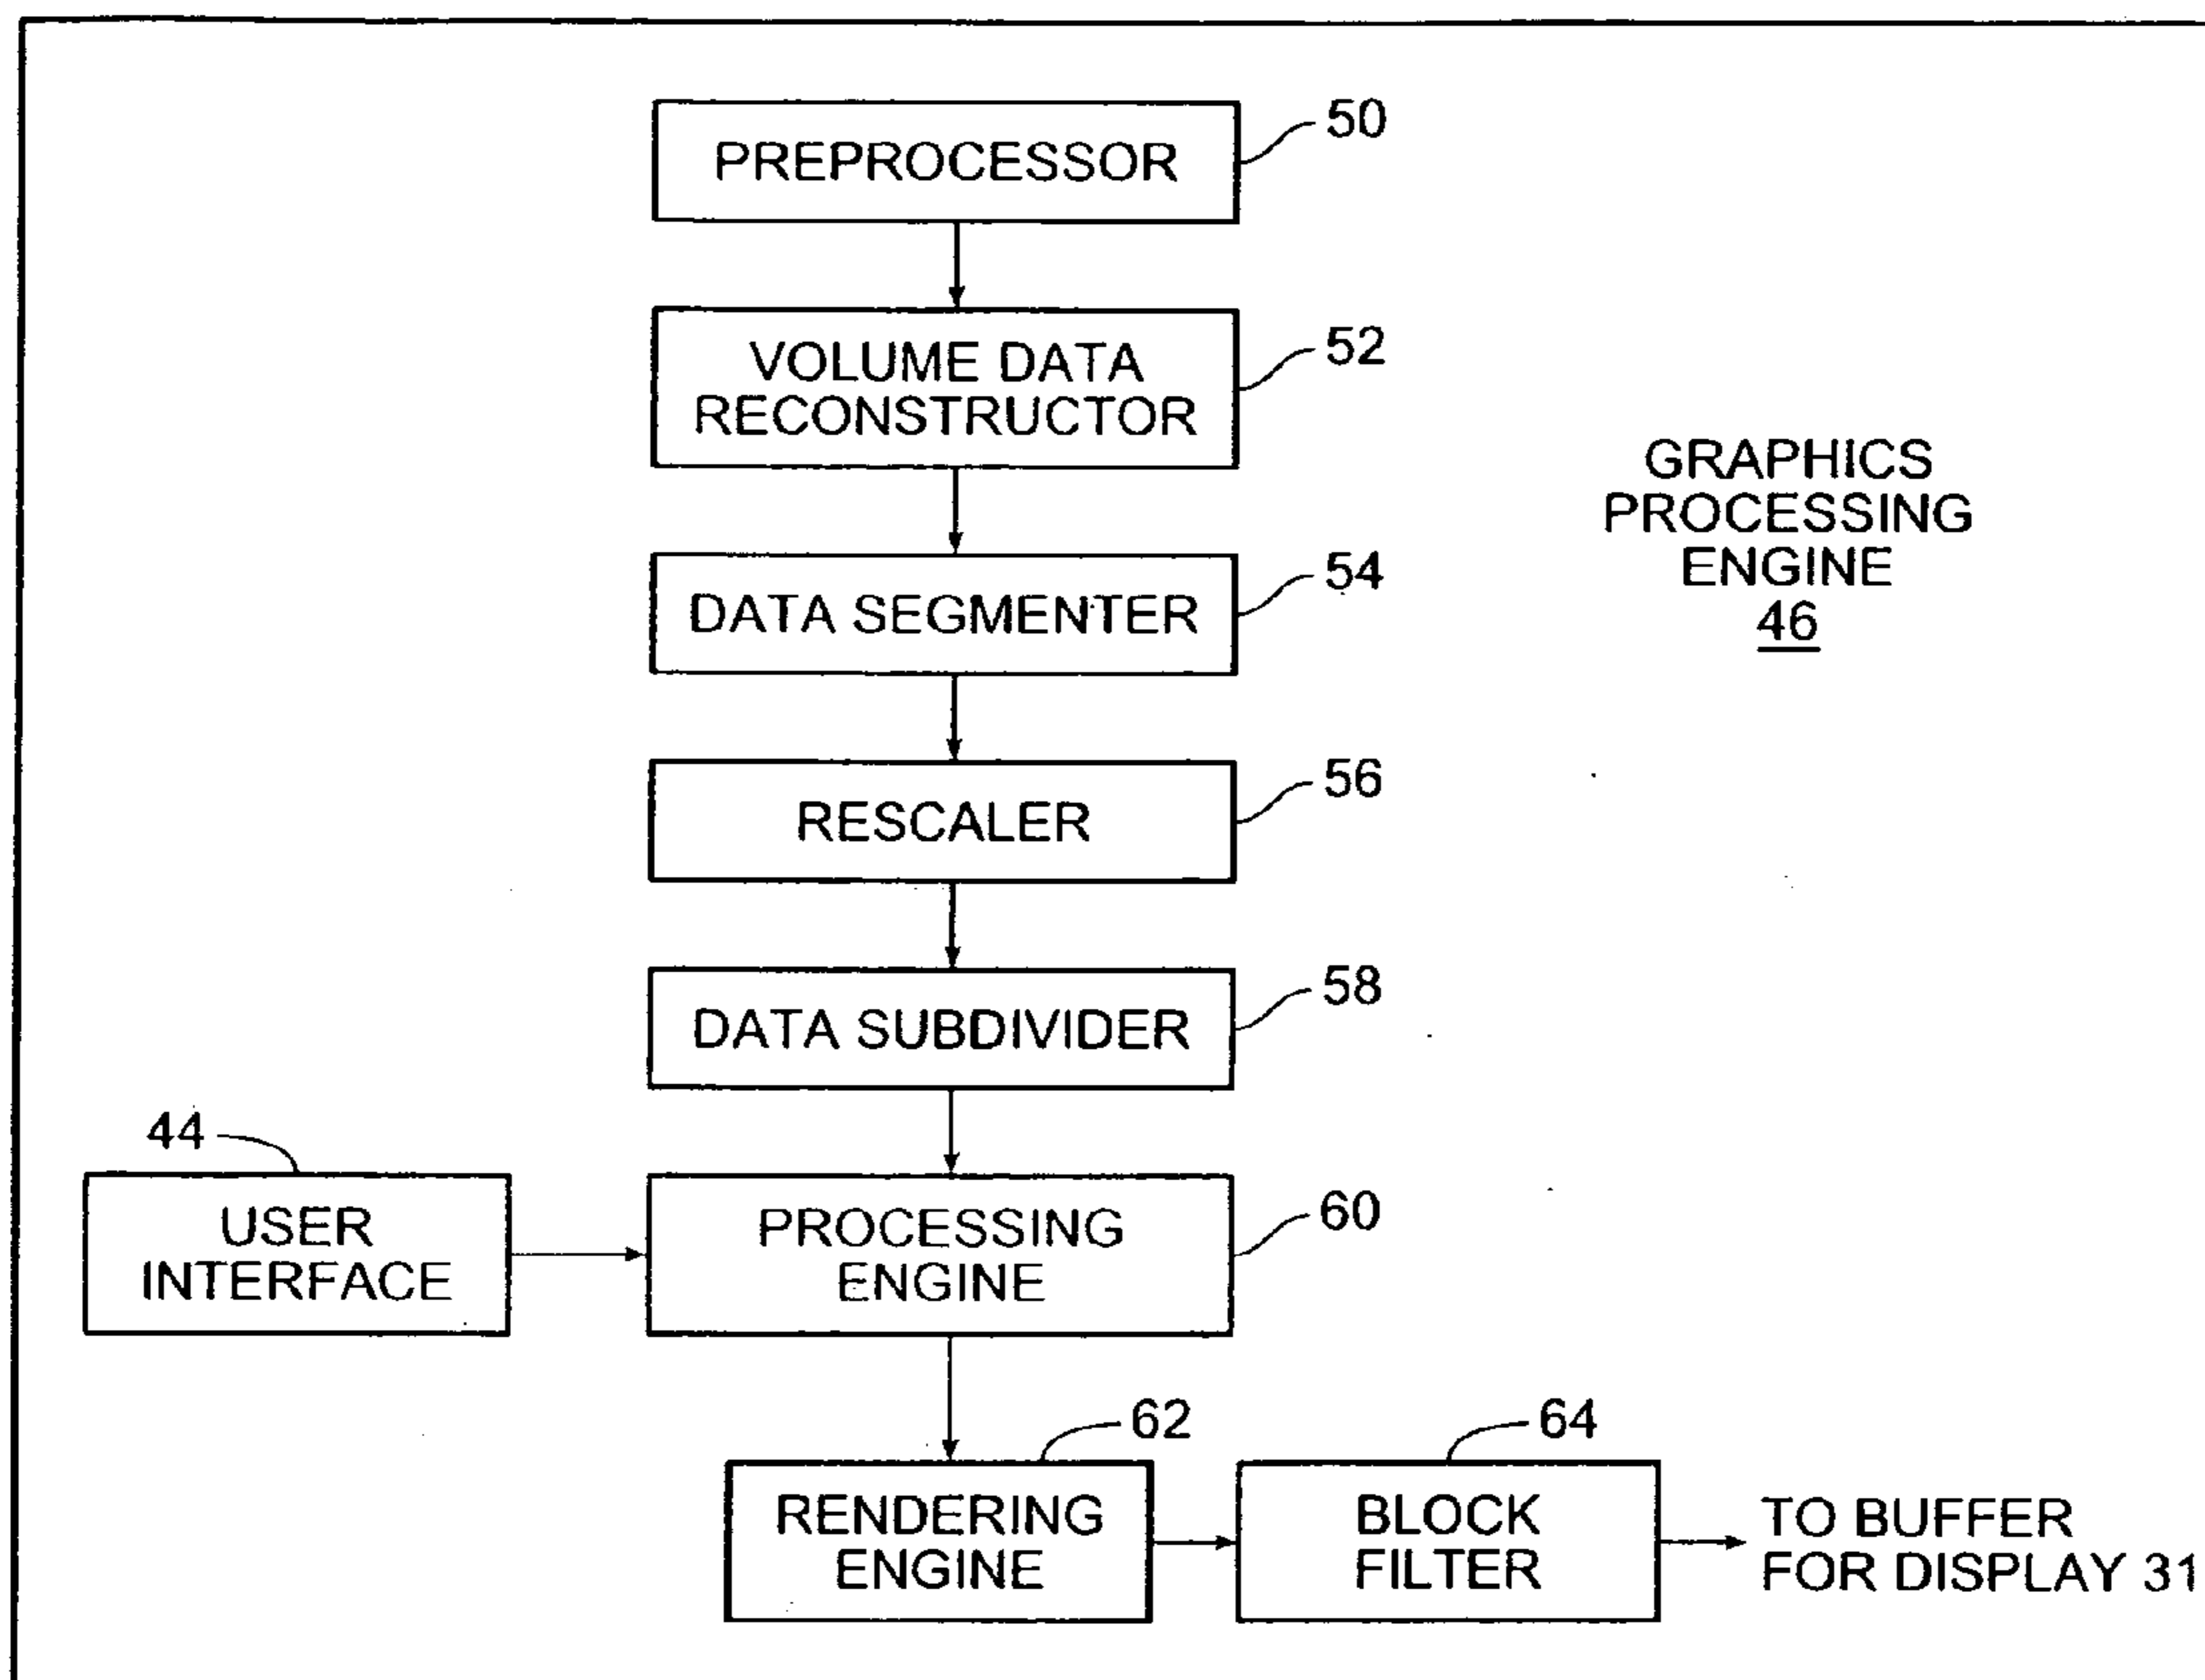 PREPROCESSOR
50
VOLUME DATA
RECONSTRUCTOR
52
GRAPHICS
PROCESSING
ENGINE
46
DATA SEGMENTER
54
RESCALER
56
DATA SUBDIVIDER
58
44
USER
INTERFACE
PROCESSING
ENGINE
60
62
RENDERING
ENGINE
64
BLOCK
FILTER
TO BUFFER
FOR DISPLAY 31